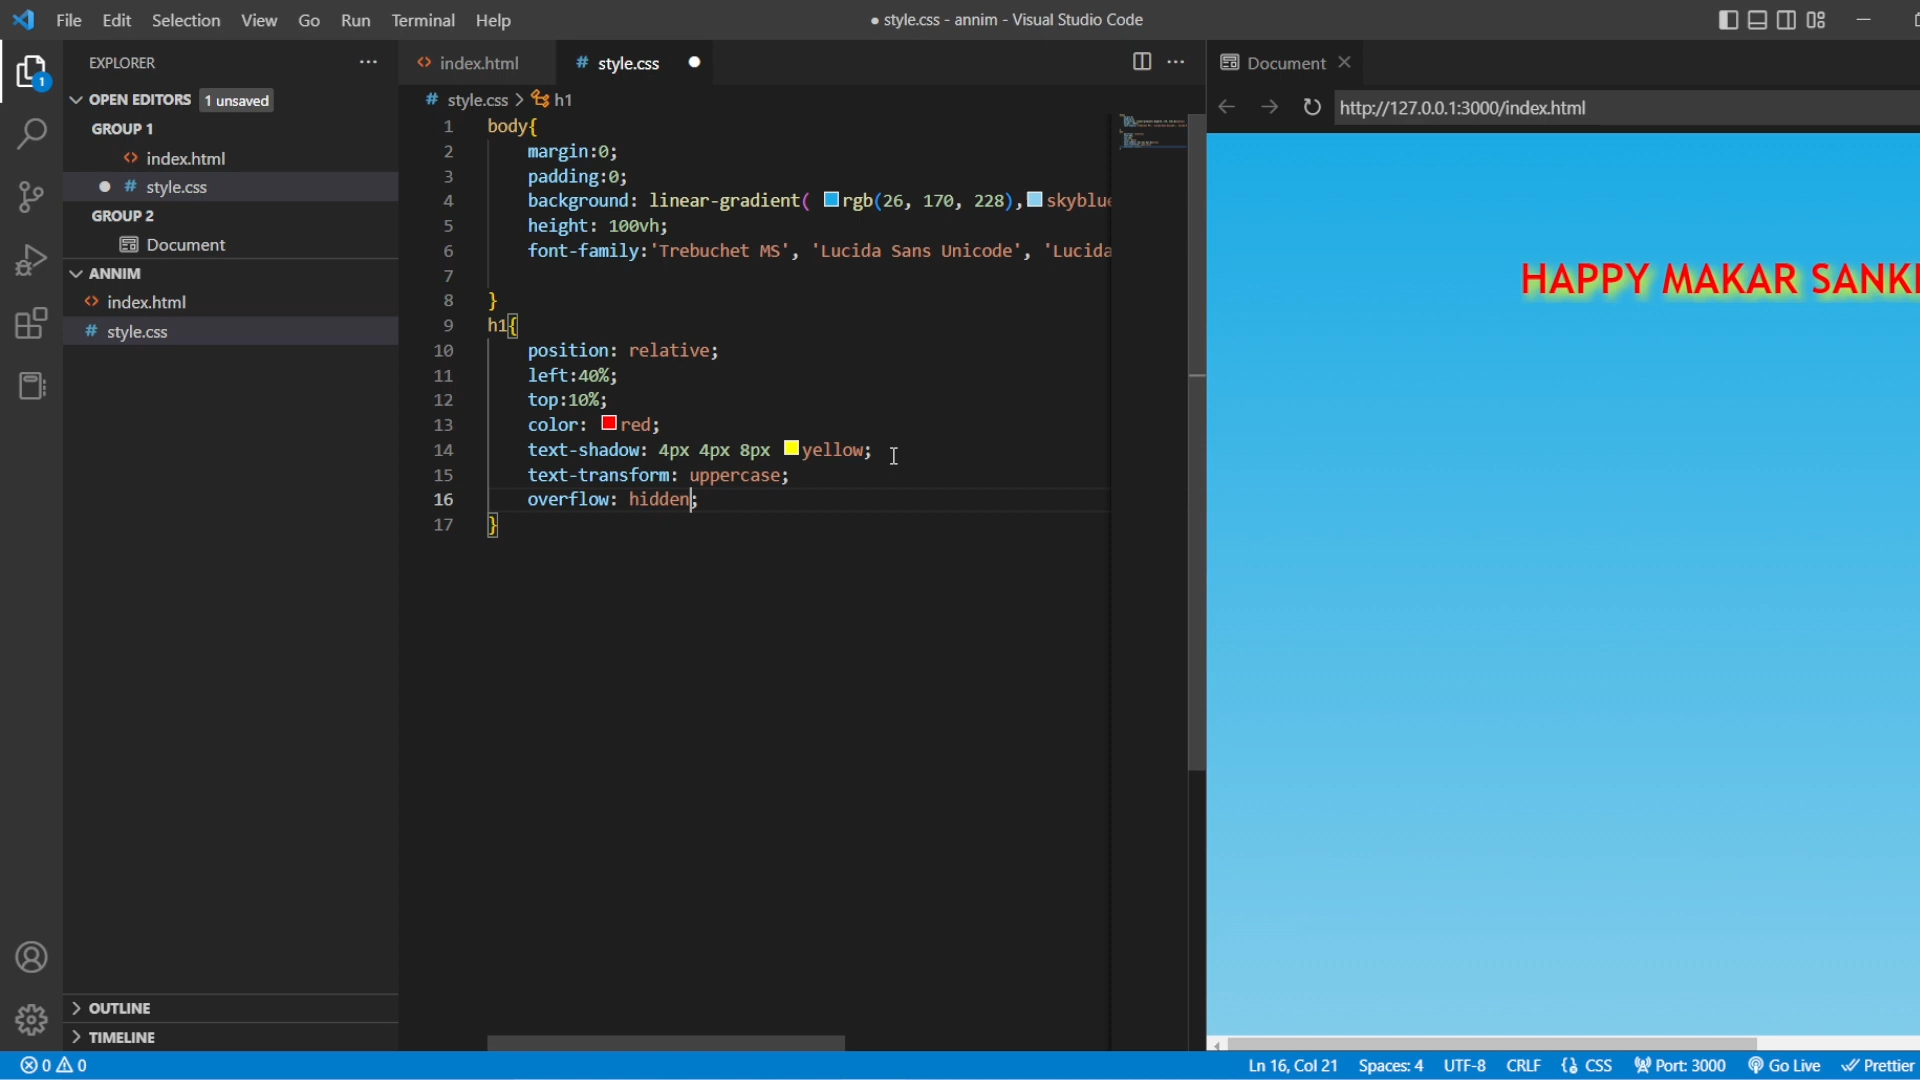 File Edit Selection View Go Run Terminal Help
● style.css - annim - Visual Studio Code
EXPLORER
OPEN EDITORS 1 unsaved
GROUP 1
index.html
# style.css
GROUP 2
Document
ANNIM
index.html
# style.css
OUTLINE
TIMELINE
1
index.html
# style.css
# style.css > h1
1 body{
2 margin:0;
3 padding:0;
4 background: linear-gradient( rgb(26, 170, 228), skyblue
5 height: 100vh;
6 font-family:'Trebuchet MS', 'Lucida Sans Unicode', 'Lucida
7
8 }
9 h1{
10 position: relative;
11 left:40%;
12 top:10%;
13 color: red;
14 text-shadow: 4px 4px 8px yellow;
15 text-transform: uppercase;
16 overflow: hidden;
17 }
Document
http://127.0.0.1:3000/index.html
HAPPY MAKAR
0 0
Ln 16, Col 21 Spaces: 4 UTF-8 CRLF {} CSS Port: 3000 Go Live Prettier